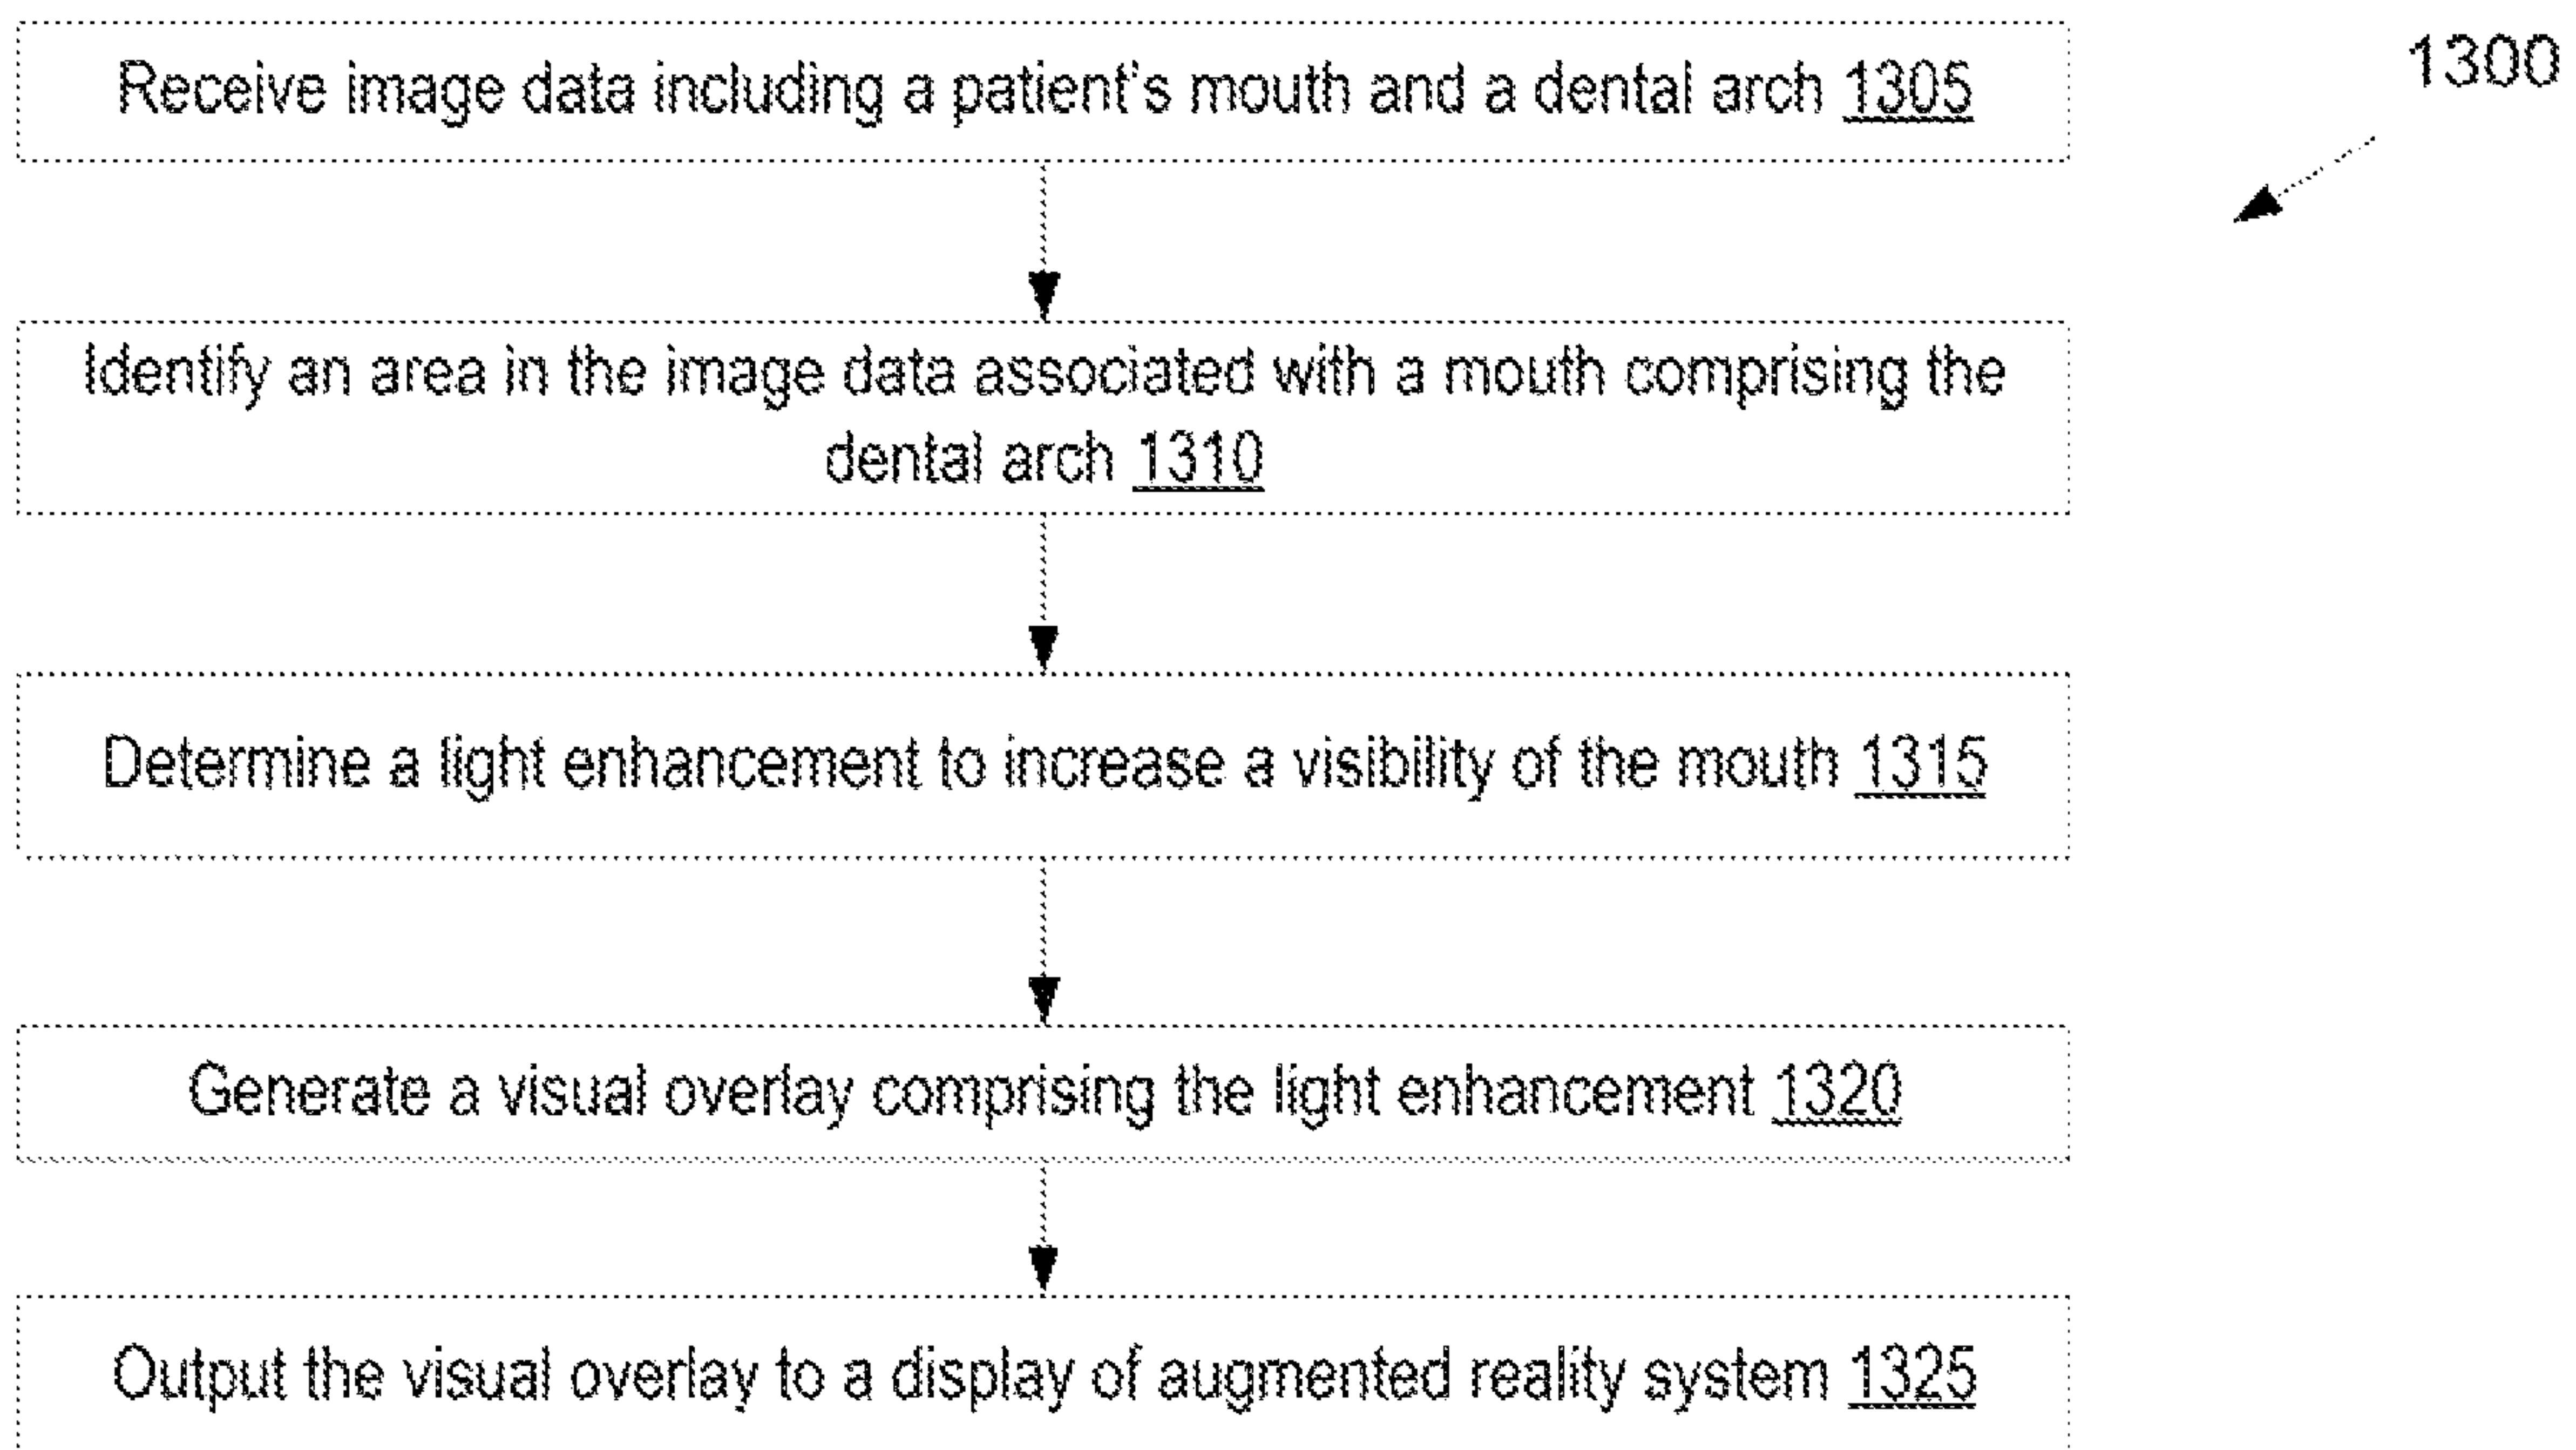 Receive image data including a patient's mouth and a dental arch 1305
1300
Identify an area in the image data associated with a mouth comprising the
dental arch 1310
Determine a light enhancement to increase a visibility of the mouth 1315
Generate a visual overlay comprising the light enhancement 1320
Output the visual overlay to a display of augmented reality system 1325